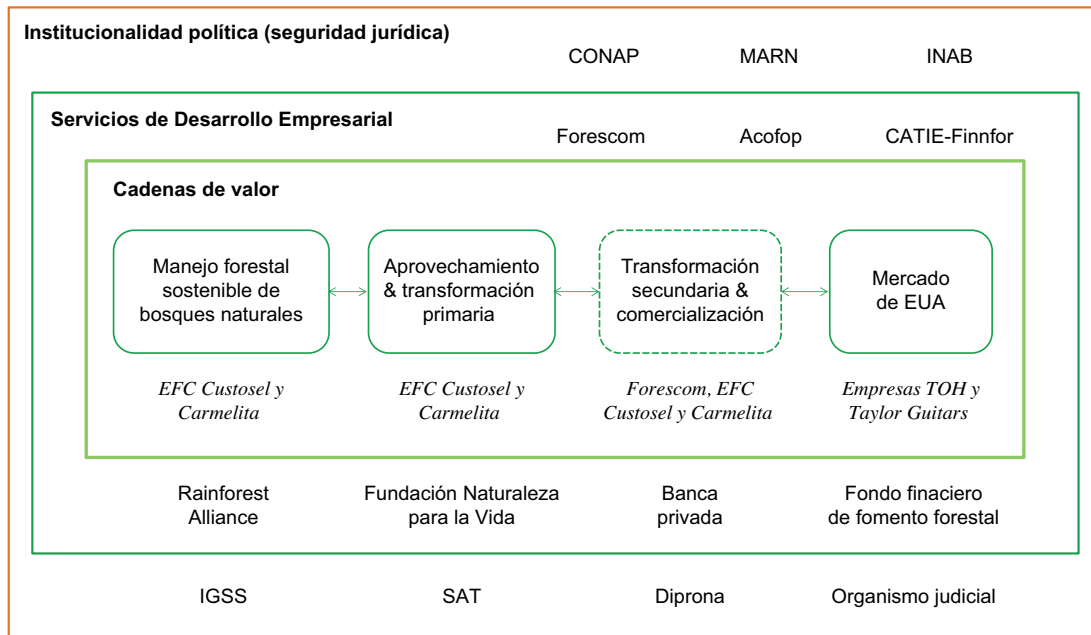 Institucionalidad política (seguridad jurídica)
CONAP MARN INAB
Servicios de Desarrollo Empresarial
Forescom Acofop CATIE-Finnfor
Cadenas de valor
Manejo forestal
sostenible de
bosques naturales
Aprovechamiento
& transformación
primaria
Transformación
secundaria &
comercialización
Mercado
de EUA
EFC Custosel y
Carmelita
EFC Custosel y
Carmelita
Forescom, EFC
Custosel y Carmelita
Empresas TOH y
Taylor Guitars
Rainforest
Alliance
Fundación Naturaleza
para la Vida
Banca
privada
Fondo finaciero
de fomento forestal
IGSS SAT Diprona Organismo judicial